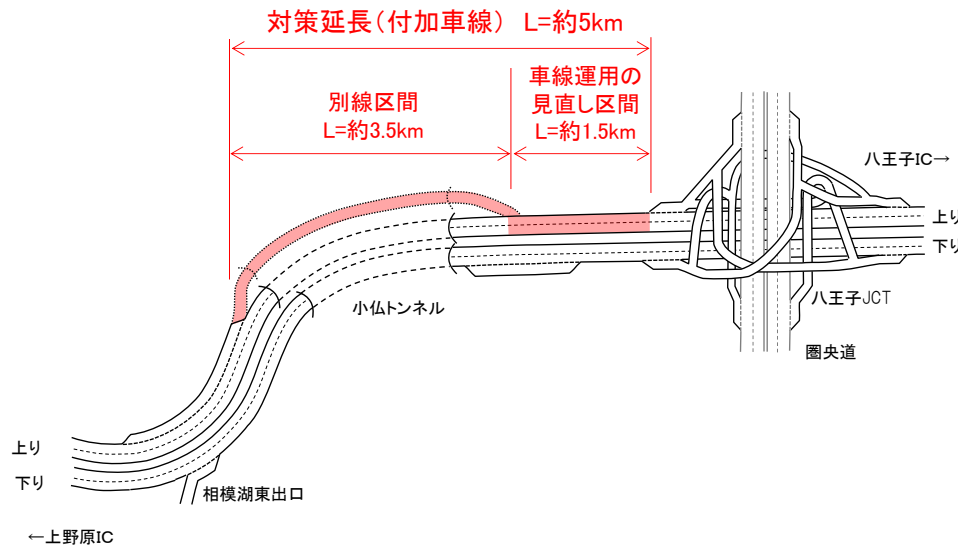 対策延長(付加車線) L=約5km
別線区間
L=約3.5km
車線運用の
見直し区間
L=約1.5km
八王子IC→
上り
下り
小仏トンネル
八王子JCT
圏央道
上り
下り
相模湖東出口
←上野原IC